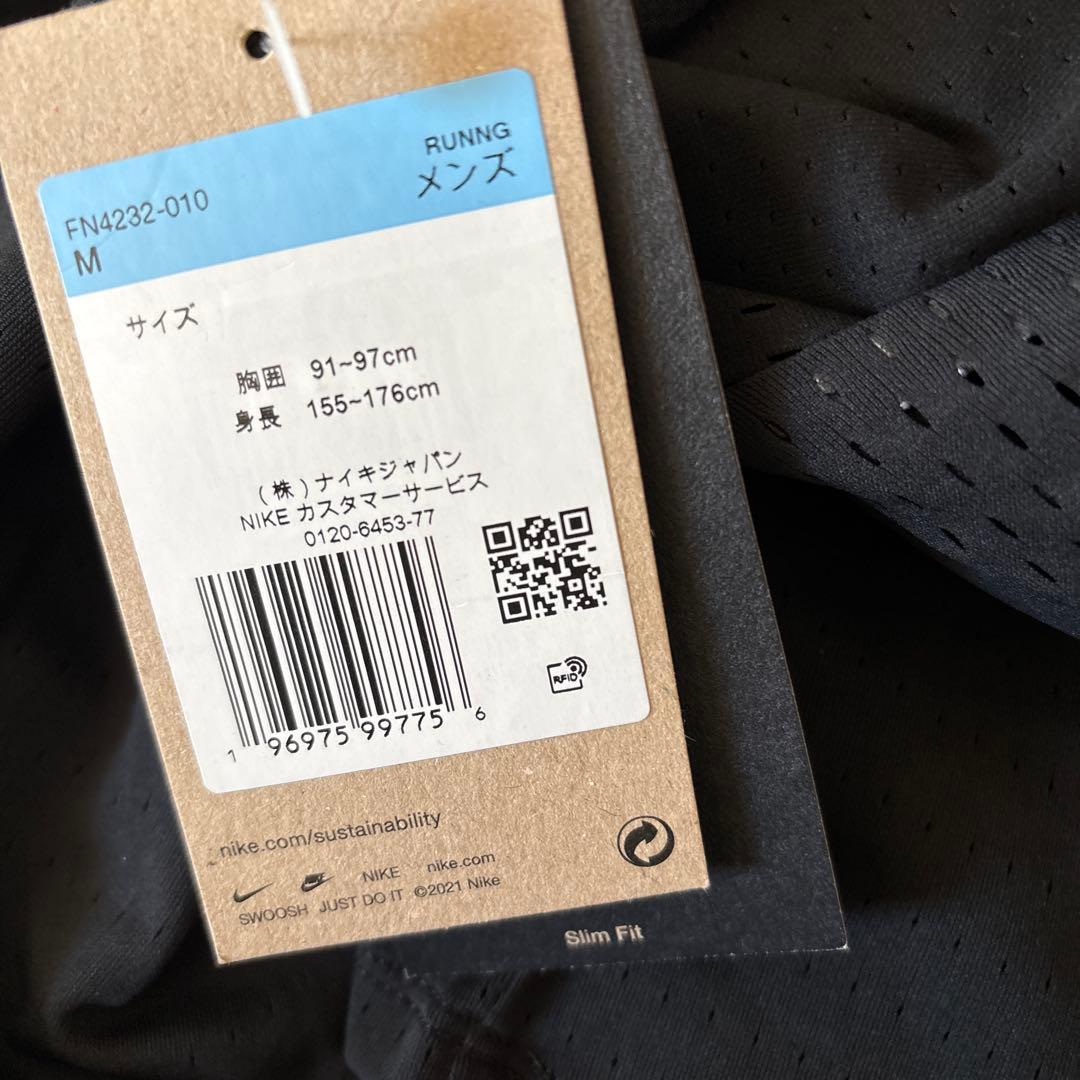 RUNNG
メンズ
FN4232-010
M
サイズ
胸囲 91~97cm
身長 155~176cm
(株)ナイキジャパン
NIKE カスタマーサービス
0120-6453-77
RFID
1 96975 99775 6
nike.com/sustainability
NIKE nike.com
SWOOSH JUST DO IT ©2021 Nike
Slim Fit